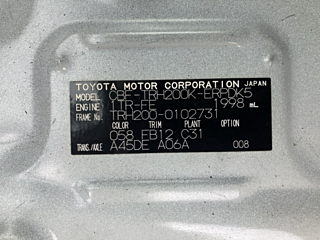 TOYOTA MOTOR CORPORATION JAPAN
MODEL CBF-TRH200K-ERPDK5
ENGINE 1TR-FE 1998 mL
FRAME No. TRH200-0102731
COLOR TRIM PLANT OPTION
058 EB12 C31
TRANS./AXLE A45DE A06A 008